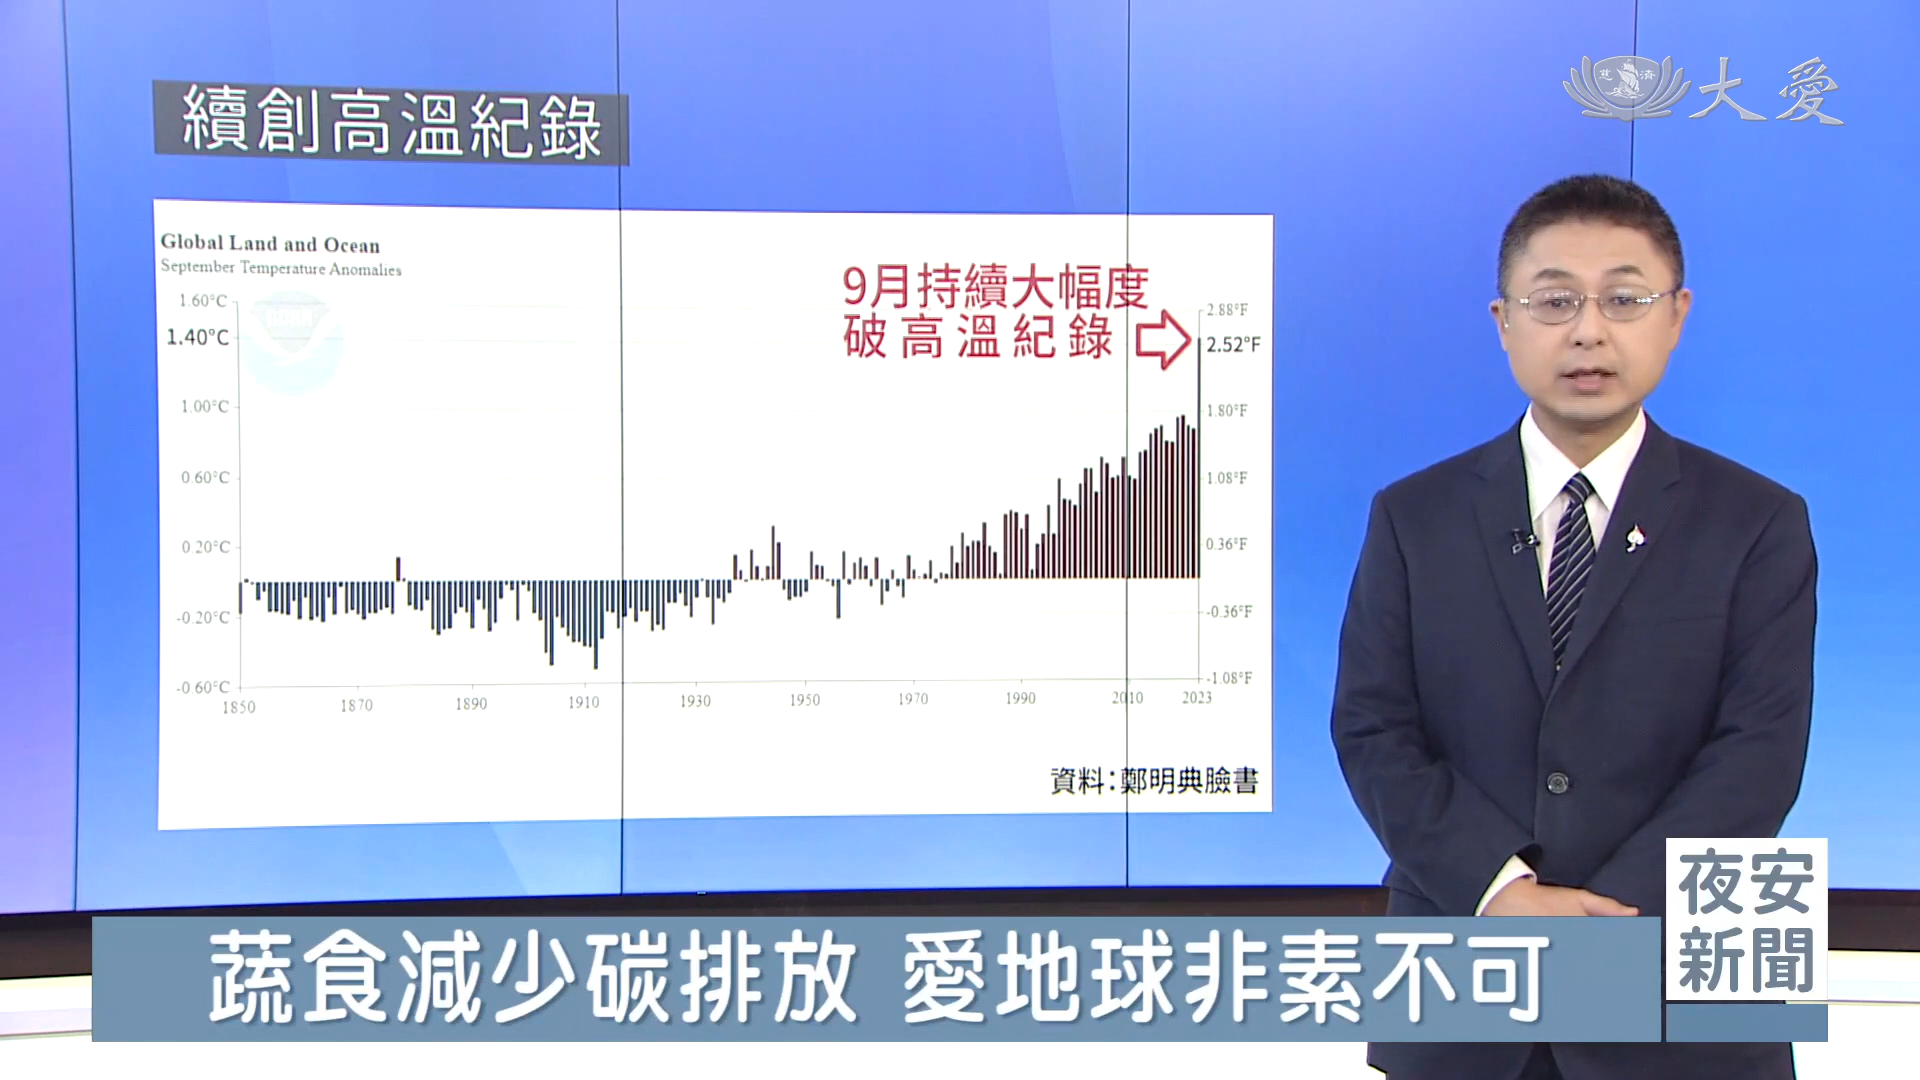 續創高溫紀錄
慈濟
大愛
Global Land and Ocean
September Temperature Anomalies
9月持續大幅度
破高溫紀錄
1.60°C
1.40°C
1.00°C
0.60°C
0.20°C
-0.20°C
-0.60°C
2.88°F
2.52°F
1.80°F
1.08°F
0.36°F
-0.36°F
-1.08°F
1850 1870 1890 1910 1930 1950 1970 1990 2010 2023
資料:鄭明典臉書
蔬食減少碳排放 愛地球非素不可
夜安
新聞